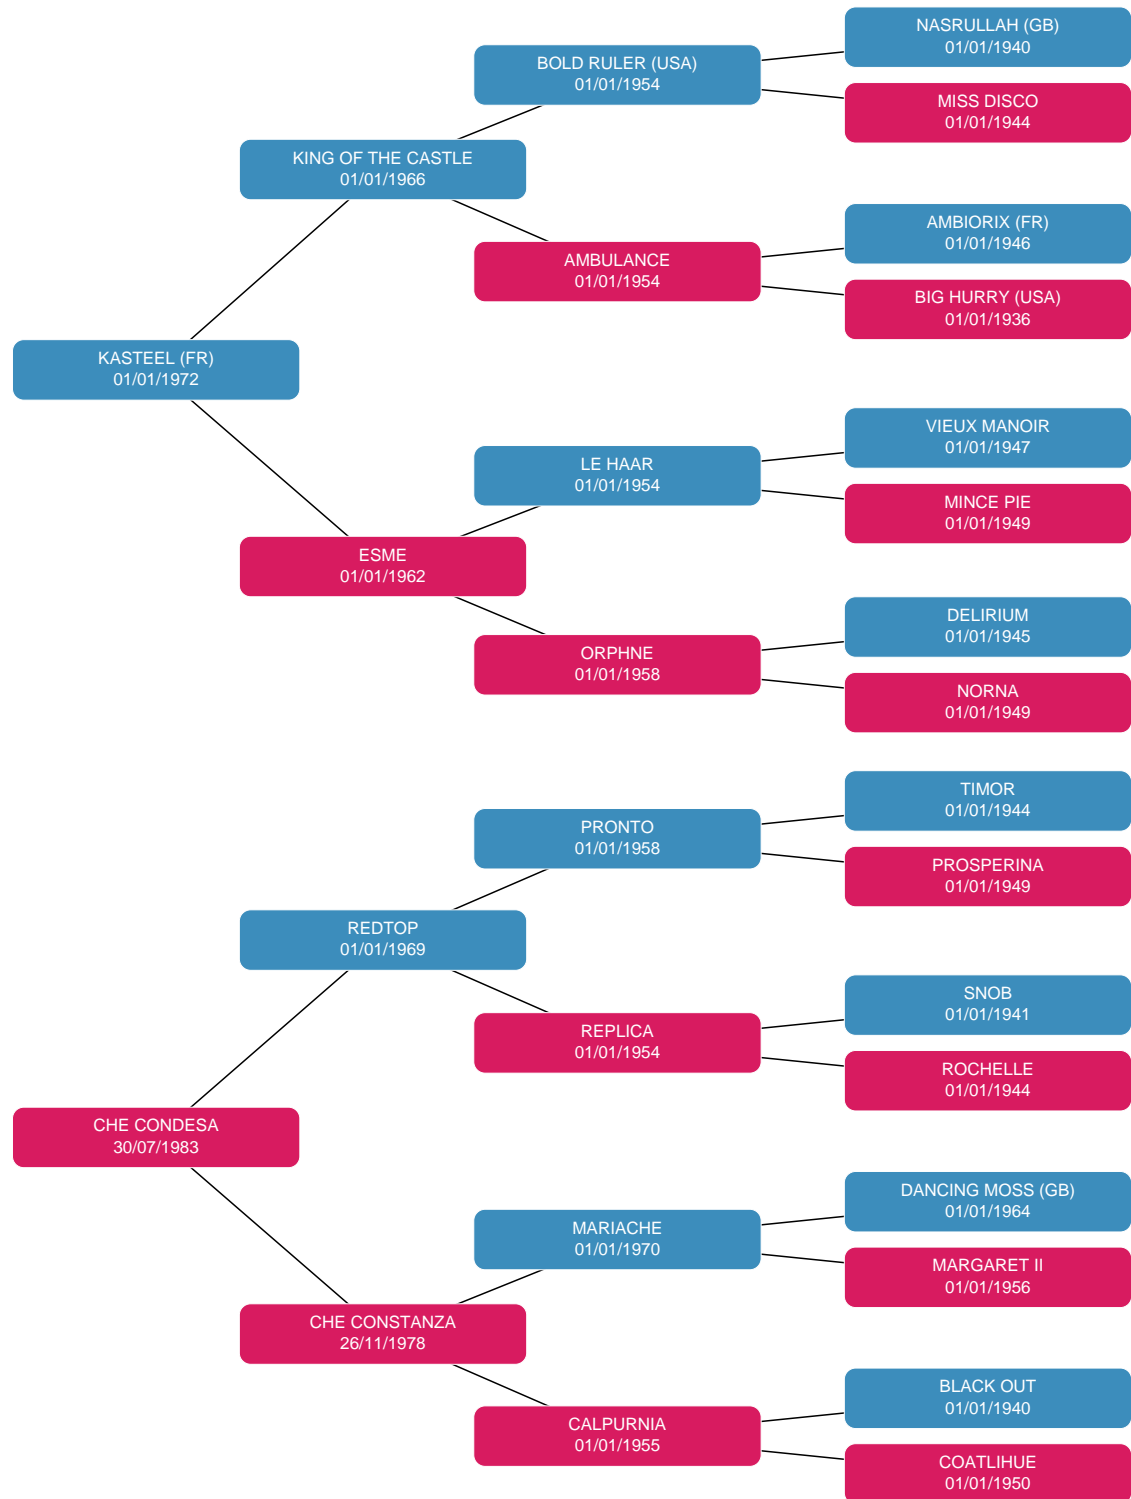 NASRULLAH (GB)
01/01/1940
BOLD RULER (USA)
01/01/1954
MISS DISCO
01/01/1944
KING OF THE CASTLE
01/01/1966
AMBIORIX (FR)
01/01/1946
AMBULANCE
01/01/1954
BIG HURRY (USA)
01/01/1936
KASTEEL (FR)
01/01/1972
VIEUX MANOIR
01/01/1947
LE HAAR
01/01/1954
MINCE PIE
01/01/1949
ESME
01/01/1962
DELIRIUM
01/01/1945
ORPHNE
01/01/1958
NORNA
01/01/1949
TIMOR
01/01/1944
PRONTO
01/01/1958
PROSPERINA
01/01/1949
REDTOP
01/01/1969
SNOB
01/01/1941
REPLICA
01/01/1954
ROCHELLE
01/01/1944
CHE CONDESA
30/07/1983
DANCING MOSS (GB)
01/01/1964
MARIACHE
01/01/1970
MARGARET II
01/01/1956
CHE CONSTANZA
26/11/1978
BLACK OUT
01/01/1940
CALPURNIA
01/01/1955
COATLIHUE
01/01/1950